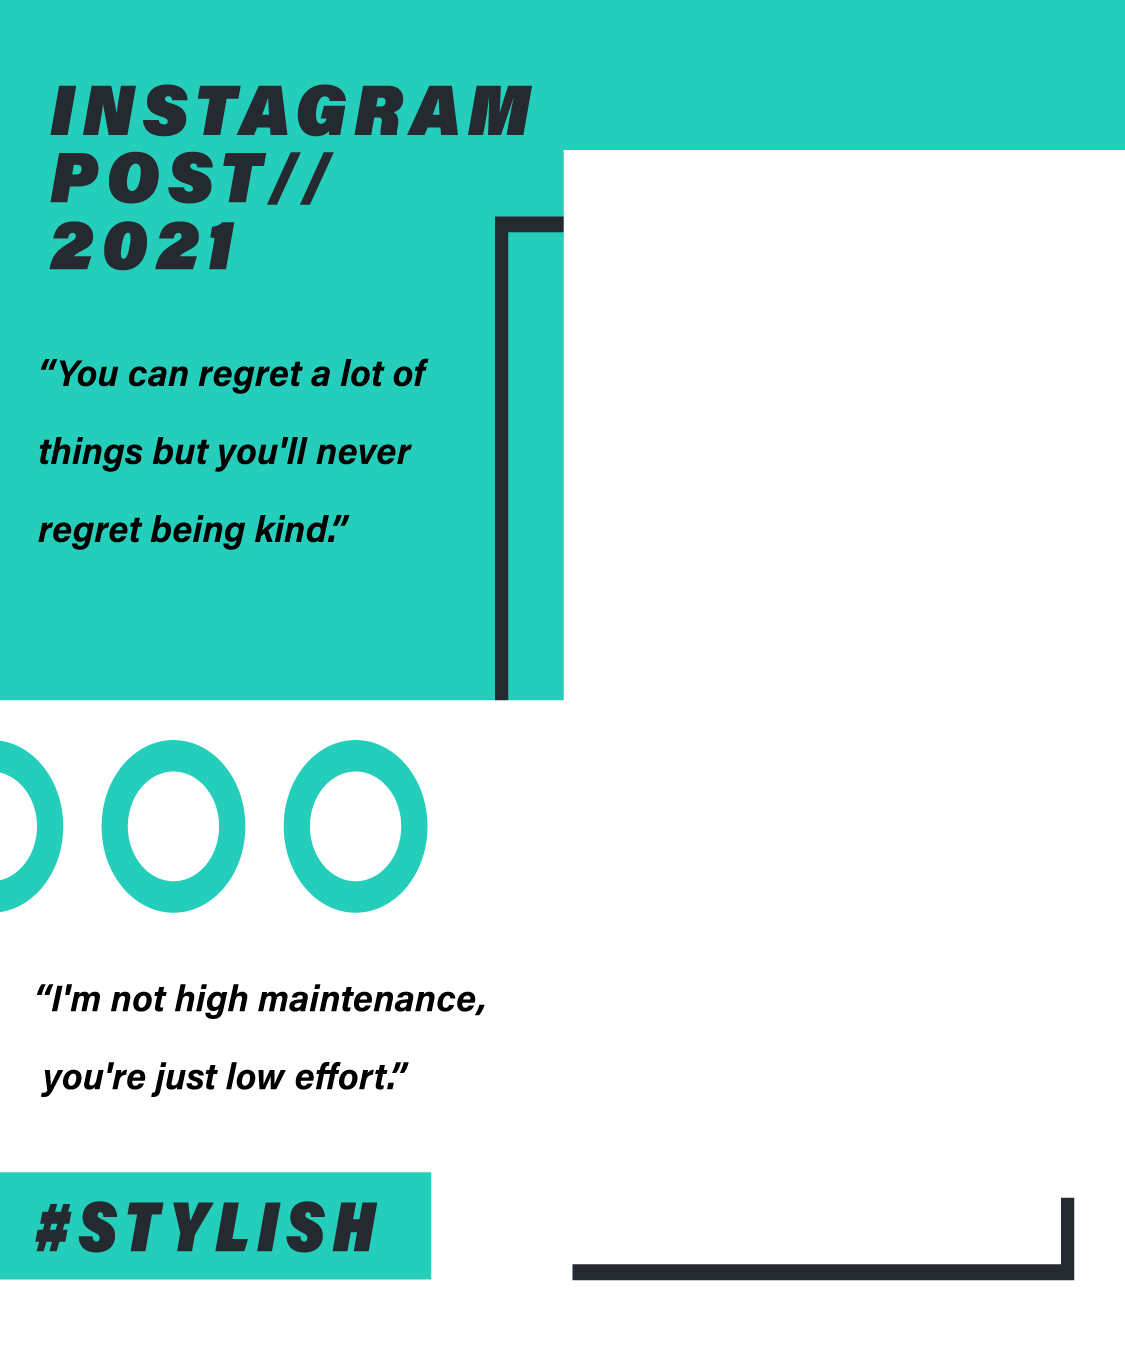 INSTAGRAM
POST//
2021
“You can regret a lot of
things but you'll never
regret being kind.”
“I'm not high maintenance,
you're just low effort.”
#STYLISH